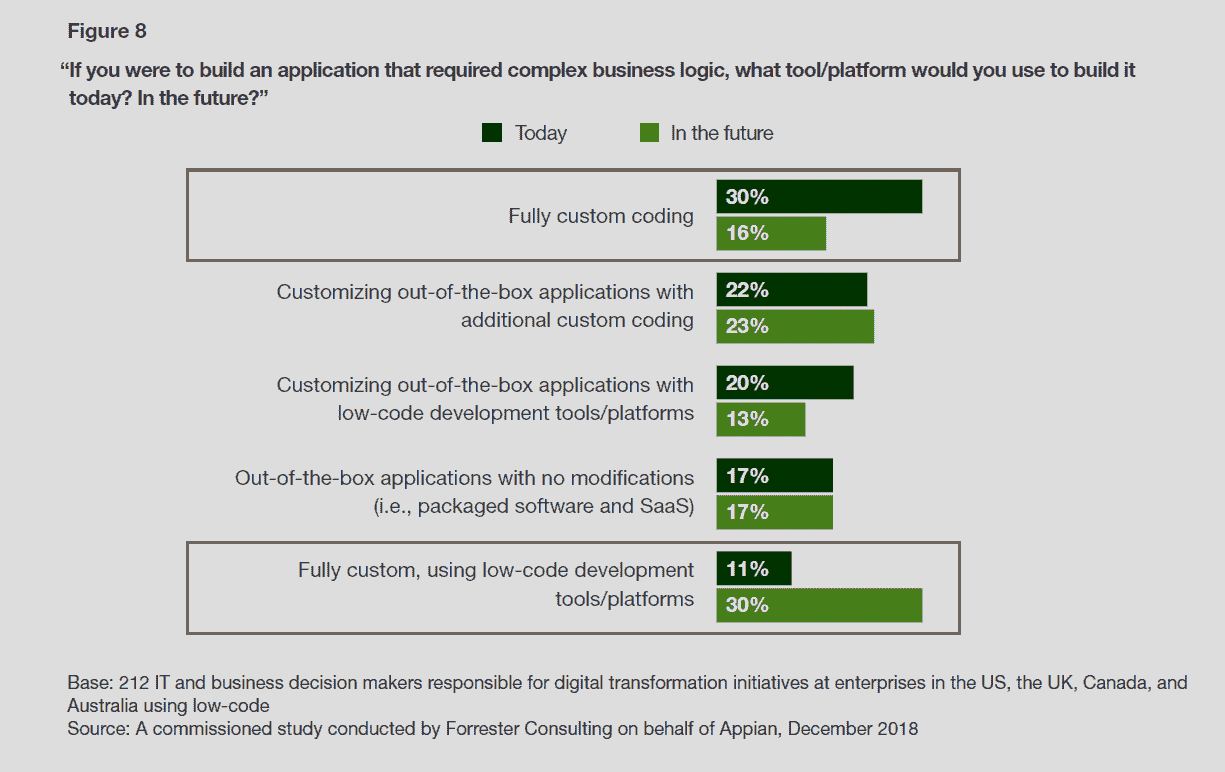 Figure 8
“If you were to build an application that required complex business logic, what tool/platform would you use to build it
today? In the future?”
Today
In the future
Fully custom coding
30%
16%
Customizing out-of-the-box applications with
additional custom coding
22%
23%
Customizing out-of-the-box applications with
low-code development tools/platforms
20%
13%
Out-of-the-box applications with no modifications
(i.e., packaged software and SaaS)
17%
17%
Fully custom, using low-code development
tools/platforms
11%
30%
Base: 212 IT and business decision makers responsible for digital transformation initiatives at enterprises in the US, the UK, Canada, and
Australia using low-code
Source: A commissioned study conducted by Forrester Consulting on behalf of Appian, December 2018